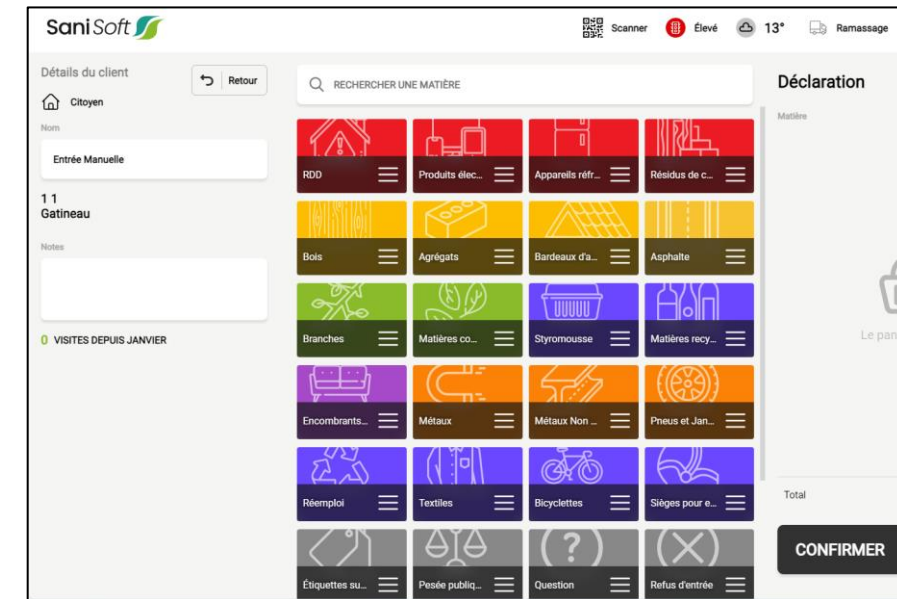 SaniSoft
Scanner
Élevé
13°
Ramassage
Détails du client
Retour
Citoyen
Nom
Entrée Manuelle
1 1
Gatineau
Notes
0 VISITES DEPUIS JANVIER
RECHERCHER UNE MATIÈRE
RDD
Produits élec...
Appareils réfr...
Résidus de c...
Bois
Agrégats
Bardeaux d'a...
Asphalte
Branches
Matières co...
Styromousse
Matières recy...
Encombrants...
Métaux
Métaux Non ...
Pneus et Jan...
Réemploi
Textiles
Bicyclettes
Sièges pour e...
Étiquettes su...
Pesée publiq...
Question
Refus d'entrée
Déclaration
Matière
Le pan
Total
CONFIRMER